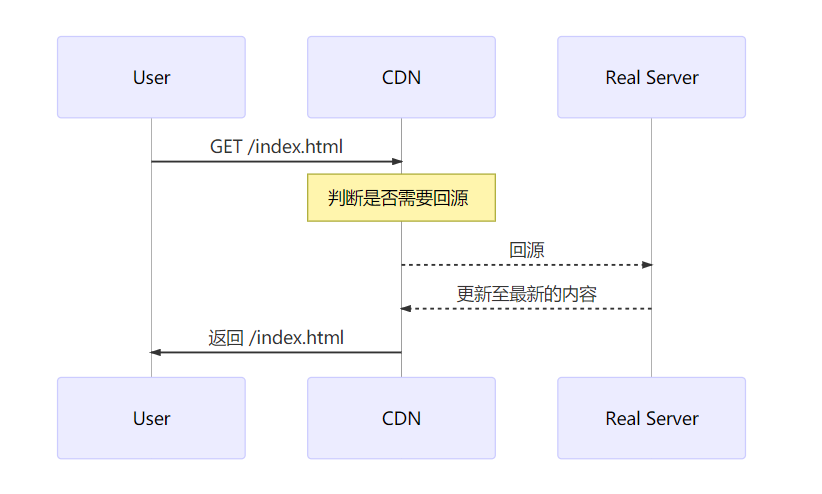 User
CDN
Real Server
GET /index.html
判断是否需要回源
回源
更新至最新的内容
返回 /index.html
User
CDN
Real Server